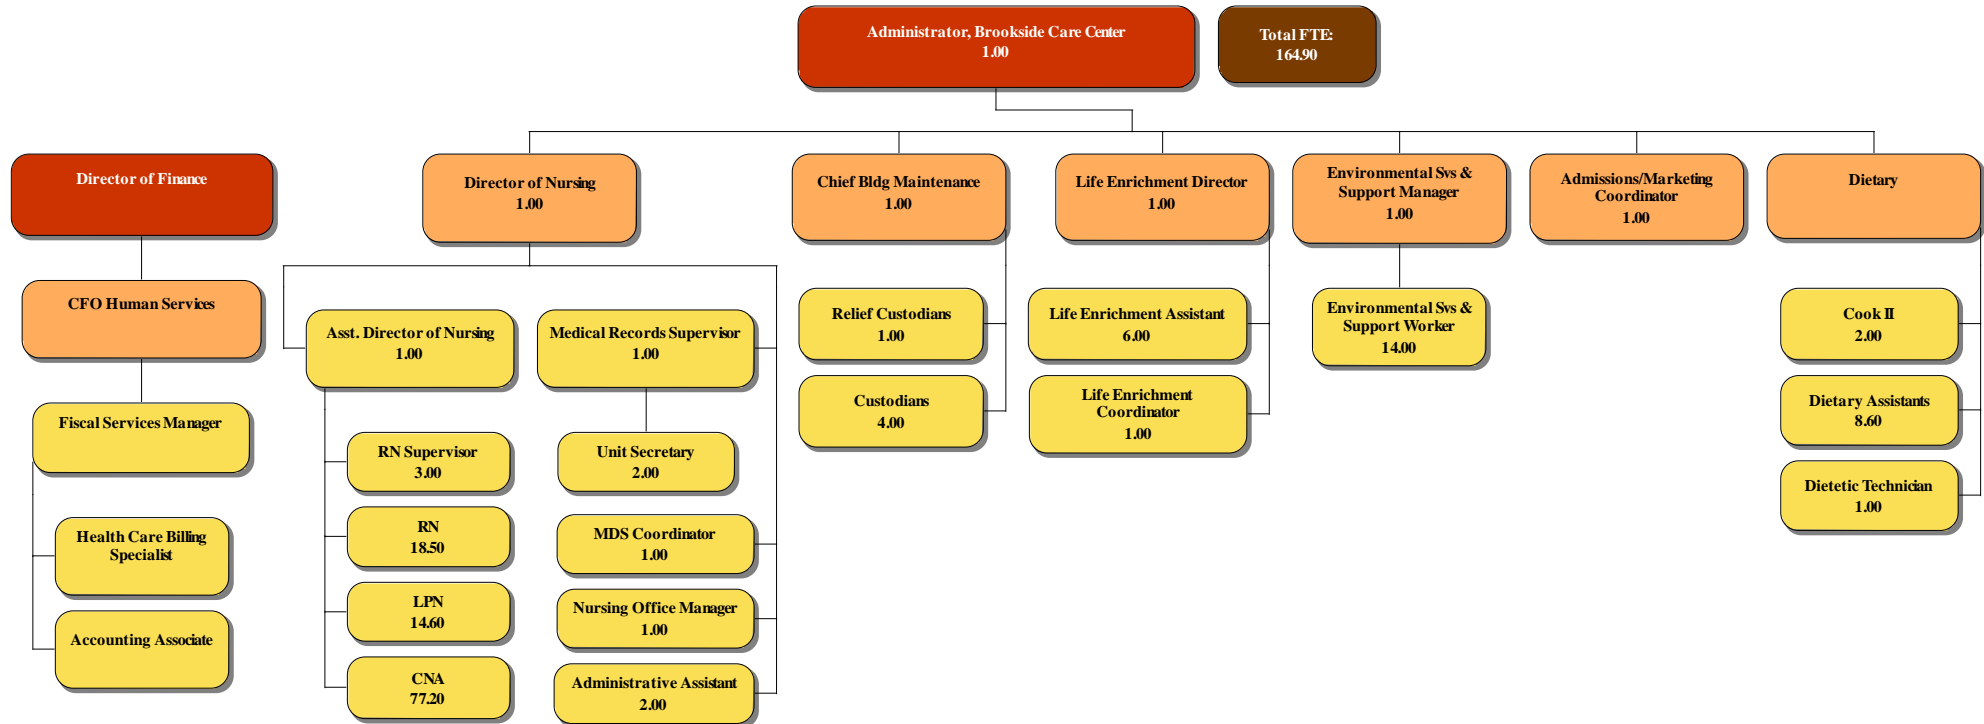 Administrator, Brookside Care Center
1.00
Total FTE:
164.90
Director of Finance
Director of Nursing
1.00
Chief Bldg Maintenance
1.00
Life Enrichment Director
1.00
Environmental Svs &
Support Manager
1.00
Admissions/Marketing
Coordinator
1.00
Dietary
CFO Human Services
Asst. Director of Nursing
1.00
Medical Records Supervisor
1.00
Relief Custodians
1.00
Life Enrichment Assistant
6.00
Environmental Svs &
Support Worker
14.00
Cook II
2.00
Fiscal Services Manager
Custodians
4.00
Life Enrichment
Coordinator
1.00
Dietary Assistants
8.60
RN Supervisor
3.00
Unit Secretary
2.00
Dietetic Technician
1.00
Health Care Billing
Specialist
RN
18.50
MDS Coordinator
1.00
LPN
14.60
Nursing Office Manager
1.00
Accounting Associate
CNA
77.20
Administrative Assistant
2.00